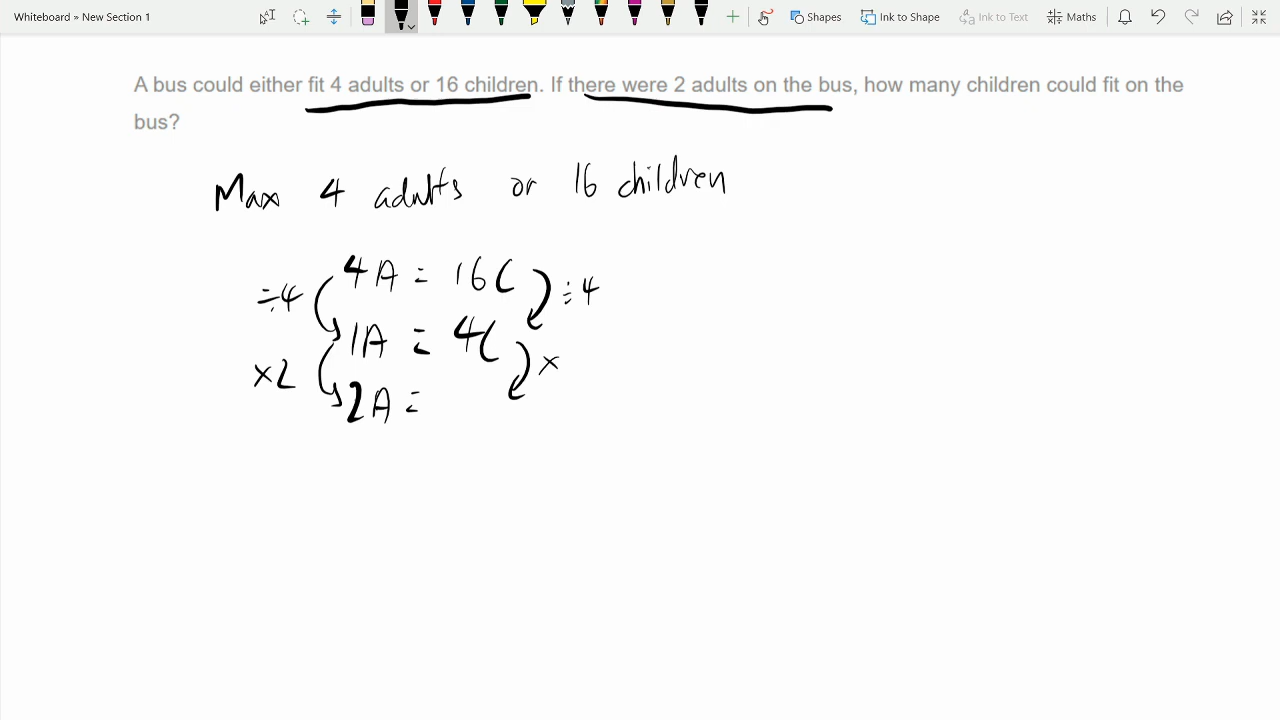 Whiteboard » New Section 1
Shapes Ink to Shape Ink to Text Maths
A bus could either fit 4 adults or 16 children. If there were 2 adults on the bus, how many children could fit on the
bus?
Max 4 adults or 16 children
÷4 4A = 16C ÷4
1A = 4C
×2 2A = ×